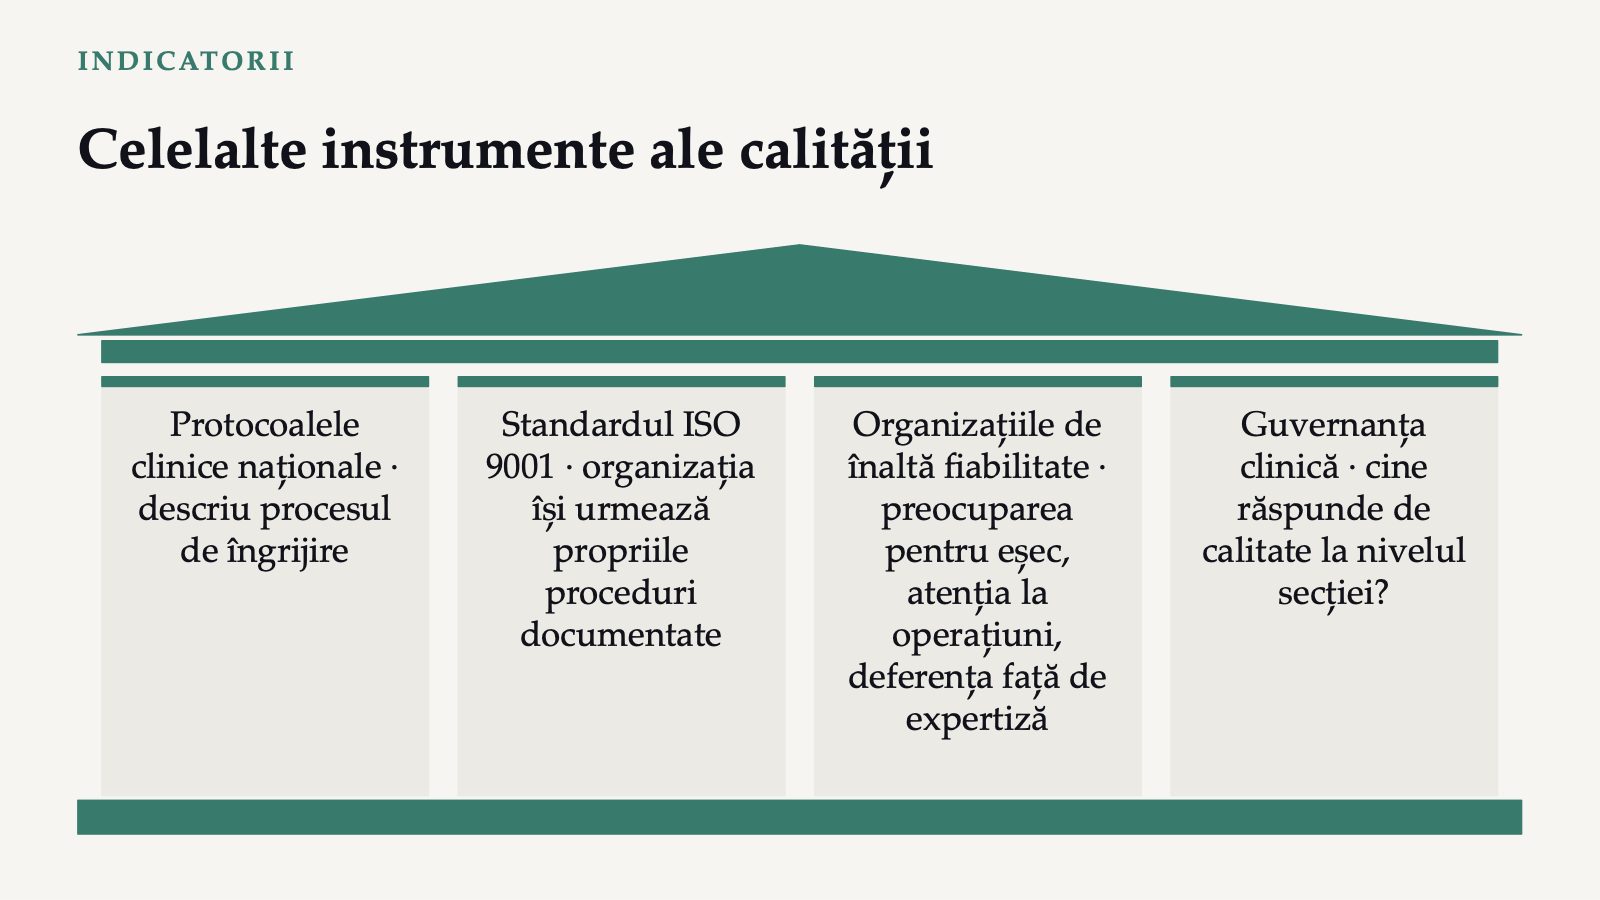 INDICATORII
Celelalte instrumente ale calității
Protocoalele
clinice naționale ·
descriu procesul
de îngrijire
Standardul ISO
9001 · organizația
își urmează
propriile
proceduri
documentate
Organizațiile de
înaltă fiabilitate ·
preocuparea
pentru eșec,
atenția la
operațiuni,
deferența față de
expertiză
Guvernanța
clinică · cine
răspunde de
calitate la nivelul
secției?